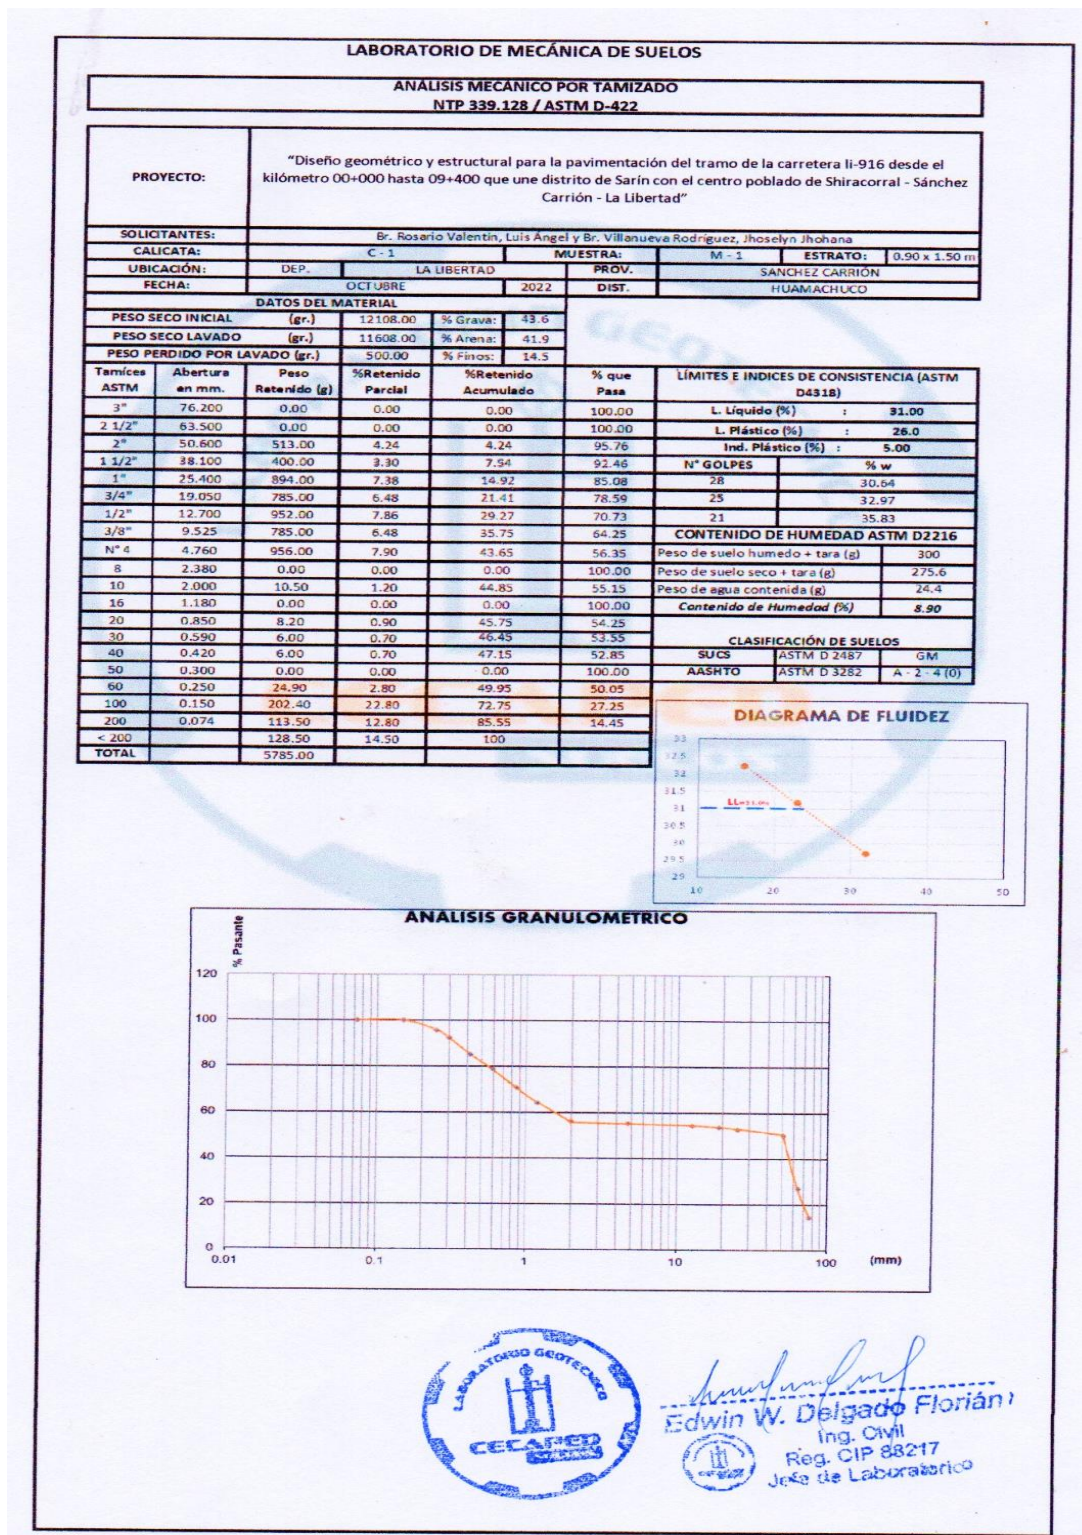 LABORATORIO DE MECÁNICA DE SUELOS
ANÁLISIS MECÁNICO POR TAMIZADO
NTP 339.128 / ASTM D-422
PROYECTO: "Diseño geométrico y estructural para la pavimentación del tramo de la carretera li-916 desde el
kilómetro 00+000 hasta 09+400 que une distrito de Sarín con el centro poblado de Shiracorral - Sánchez
Carrión - La Libertad"
SOLICITANTES: Br. Rosario Valentín, Luis Ángel y Br. Villanueva Rodríguez, Jhoselyn Jhohana
CALICATA: C - 1 MUESTRA: M - 1 ESTRATO: 0.90 x 1.50 m
UBICACIÓN: DEP. LA LIBERTAD PROV. SANCHEZ CARRIÓN
FECHA: OCTUBRE 2022 DIST. HUAMACHUCO
DATOS DEL MATERIAL
PESO SECO INICIAL (gr.) 12108.00 % Grava: 43.6
PESO SECO LAVADO (gr.) 11608.00 % Arena: 41.9
PESO PERDIDO POR LAVADO (gr.) 500.00 % Finos: 14.5
Tamíces ASTM Abertura en mm. Peso Retenido (g) %Retenido Parcial %Retenido Acumulado % que Pasa
3" 76.200 0.00 0.00 0.00 100.00
2 1/2" 63.500 0.00 0.00 0.00 100.00
2" 50.600 513.00 4.24 4.24 95.76
1 1/2" 38.100 400.00 3.30 7.54 92.46
1" 25.400 894.00 7.38 14.92 85.08
3/4" 19.050 785.00 6.48 21.41 78.59
1/2" 12.700 952.00 7.86 29.27 70.73
3/8" 9.525 785.00 6.48 35.75 64.25
N° 4 4.760 956.00 7.90 43.65 56.35
8 2.380 0.00 0.00 0.00 100.00
10 2.000 10.50 1.20 44.85 55.15
16 1.180 0.00 0.00 0.00 100.00
20 0.850 8.20 0.90 45.75 54.25
30 0.590 6.00 0.70 46.45 53.55
40 0.420 6.00 0.70 47.15 52.85
50 0.300 0.00 0.00 0.00 100.00
60 0.250 24.90 2.80 49.95 50.05
100 0.150 202.40 22.80 72.75 27.25
200 0.074 113.50 12.80 85.55 14.45
< 200 128.50 14.50 100
TOTAL 5785.00
LÍMITES E INDICES DE CONSISTENCIA (ASTM
D4318)
L. Líquido (%) : 31.00
L. Plástico (%) : 26.0
Ind. Plástico (%) : 5.00
N° GOLPES % w
28 30.64
25 32.97
21 35.83
CONTENIDO DE HUMEDAD ASTM D2216
Peso de suelo humedo + tara (g) 300
Peso de suelo seco + tara (g) 275.6
Peso de agua contenida (g) 24.4
Contenido de Humedad (%) 8.90
CLASIFICACIÓN DE SUELOS
SUCS ASTM D 2487 GM
AASHTO ASTM D 3282 A - 2 - 4 (0)
DIAGRAMA DE FLUIDEZ
33
32.5
32
31.5
31
30.5
30
29.5
29
10 20 30 40 50
ANALISIS GRANULOMETRICO
% Pasante
120
100
80
60
40
20
0
0.01 0.1 1 10 100 (mm)
LABORATORIO GEOTECNICO
CECAPED
Edwin W. Delgado Florián
Ing. Civil
Reg. CIP 88217
Jefe de Laboratorio